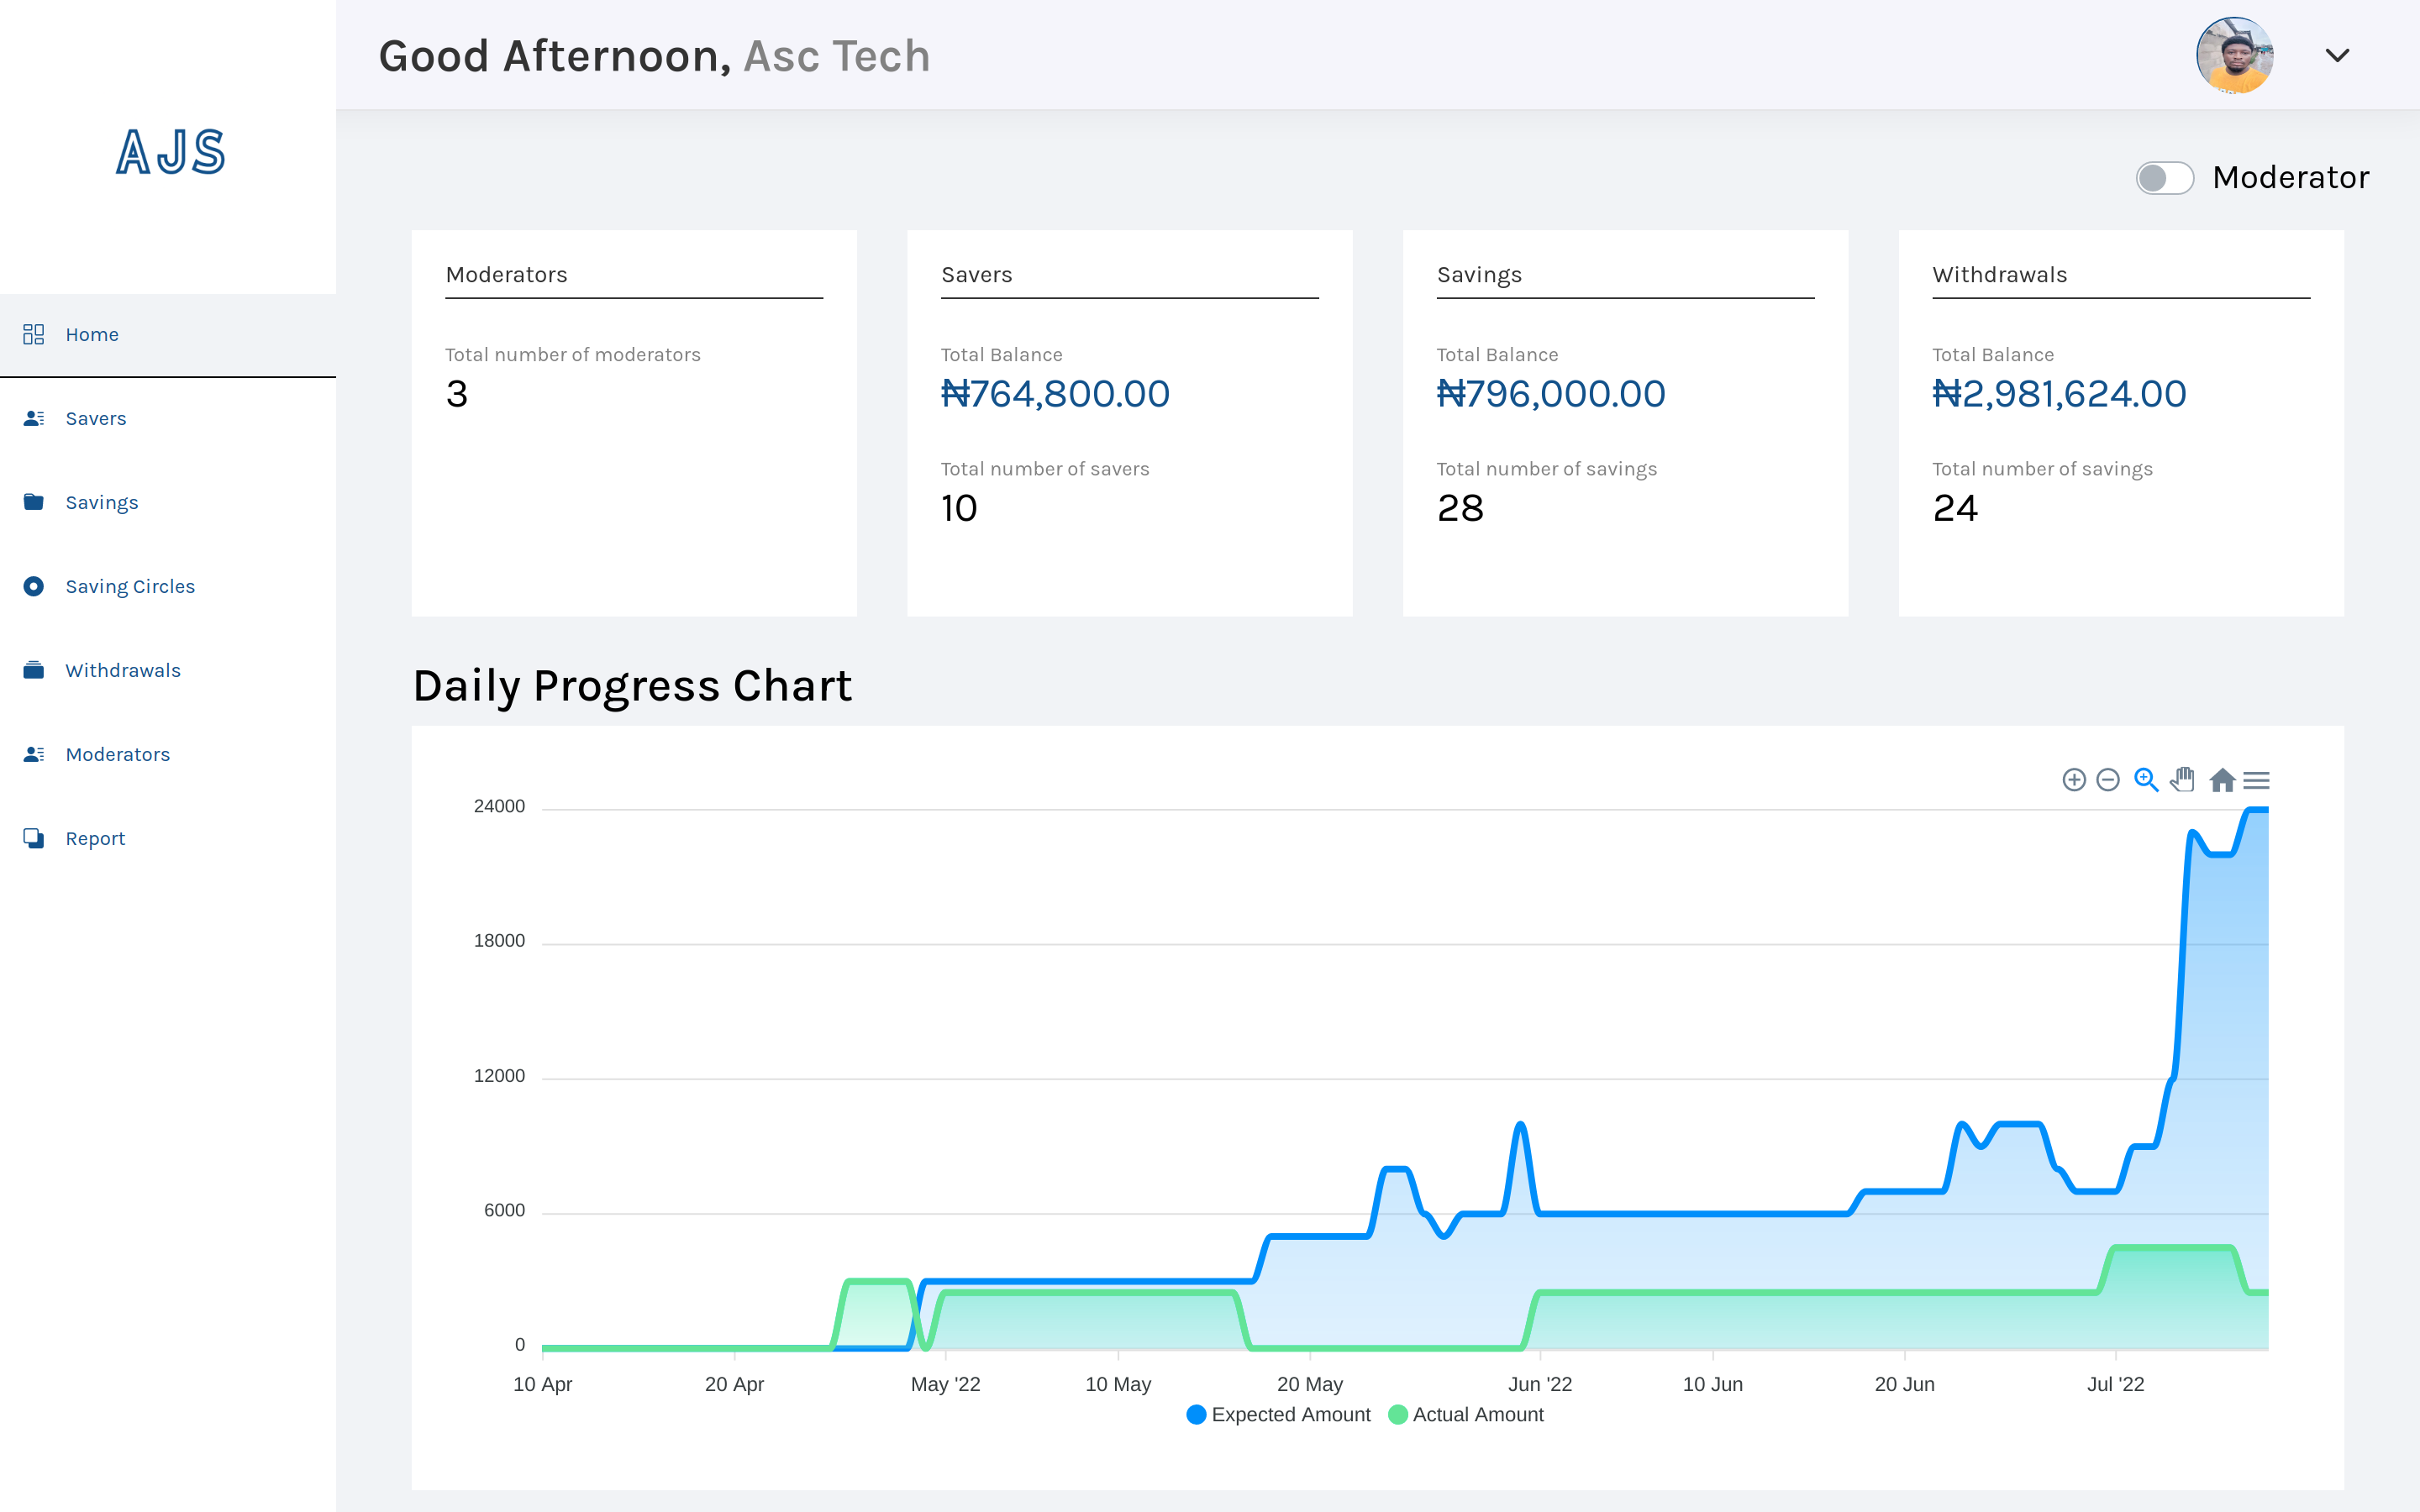 AJS
Home
Savers
Savings
Saving Circles
Withdrawals
Moderators
Report
Good Afternoon, Asc Tech
Moderator
Moderators
Total number of moderators
3
Savers
Total Balance
₦764,800.00
Total number of savers
10
Savings
Total Balance
₦796,000.00
Total number of savings
28
Withdrawals
Total Balance
₦2,981,624.00
Total number of savings
24
Daily Progress Chart
24000
18000
12000
6000
0
10 Apr 20 Apr May '22 10 May 20 May Jun '22 10 Jun 20 Jun Jul '22
Expected Amount Actual Amount